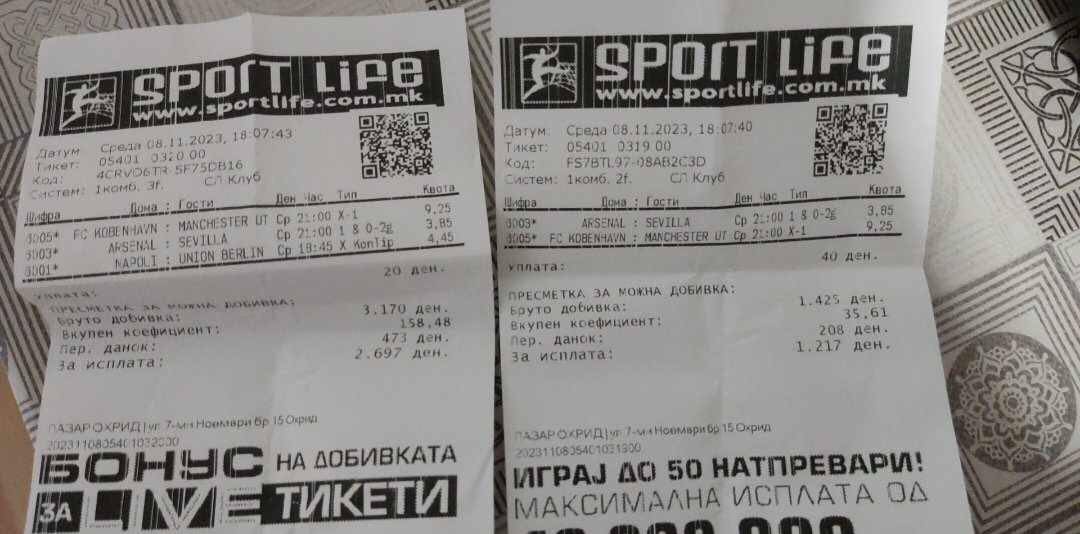 SPORT LIFE
www.sportlife.com.mk
Датум: Среда 08.11.2023, 18:07:43
Тикет: 05401 0320 00
Код: 4CRVD6TR-5F75DB16
Систем: 1комб. 3f. СЛ Клуб
Шифра Дома : Гости Ден Час Тип Квота
8005* FC KOBENHAVN : MANCHESTER UT Ср 21:00 X-1 9,25
8003* ARSENAL : SEVILLA Ср 21:00 1 & 0-2g 3,85
8001* NAPOLI : UNION BERLIN Ср 18:45 X КонТip 4,45
Уплата: 20 ден.
ПРЕСМЕТКА ЗА МОЖНА ДОБИВКА:
Бруто добивка: 3.170 ден.
Вкупен коефициент: 158,48
Пер. данок: 473 ден.
За исплата: 2.697 ден.
ЛАЗАР ОХРИД | ул. 7-ми Ноември бр 15 Охрид
2023110805401032000
БОНУС НА ДОБИВКАТА
ЗА LIVE ТИКЕТИ
SPORT LIFE
www.sportlife.com.mk
Датум: Среда 08.11.2023, 18:07:40
Тикет: 05401 0319 00
Код: FS7BTL97-08AB2C3D
Систем: 1комб. 2f. СЛ Клуб
Шифра Дома : Гости Ден Час Тип Квота
8003* ARSENAL : SEVILLA Ср 21:00 1 & 0-2g 3,85
8005* FC KOBENHAVN : MANCHESTER UT Ср 21:00 X-1 9,25
Уплата: 40 ден.
ПРЕСМЕТКА ЗА МОЖНА ДОБИВКА:
Бруто добивка: 1.425 ден.
Вкупен коефициент: 35,61
Пер. данок: 208 ден.
За исплата: 1.217 ден.
ЛАЗАР ОХРИД | ул. 7-ми Ноември бр 15 Охрид
2023110805401031900
ИГРАЈ ДО 50 НАТПРЕВАРИ!
МАКСИМАЛНА ИСПЛАТА ОД